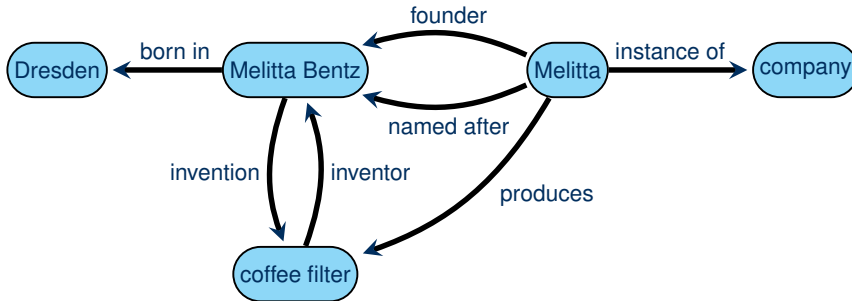 founder
born in
instance of
Dresden
Melitta Bentz
Melitta
company
named after
invention
inventor
produces
coffee filter